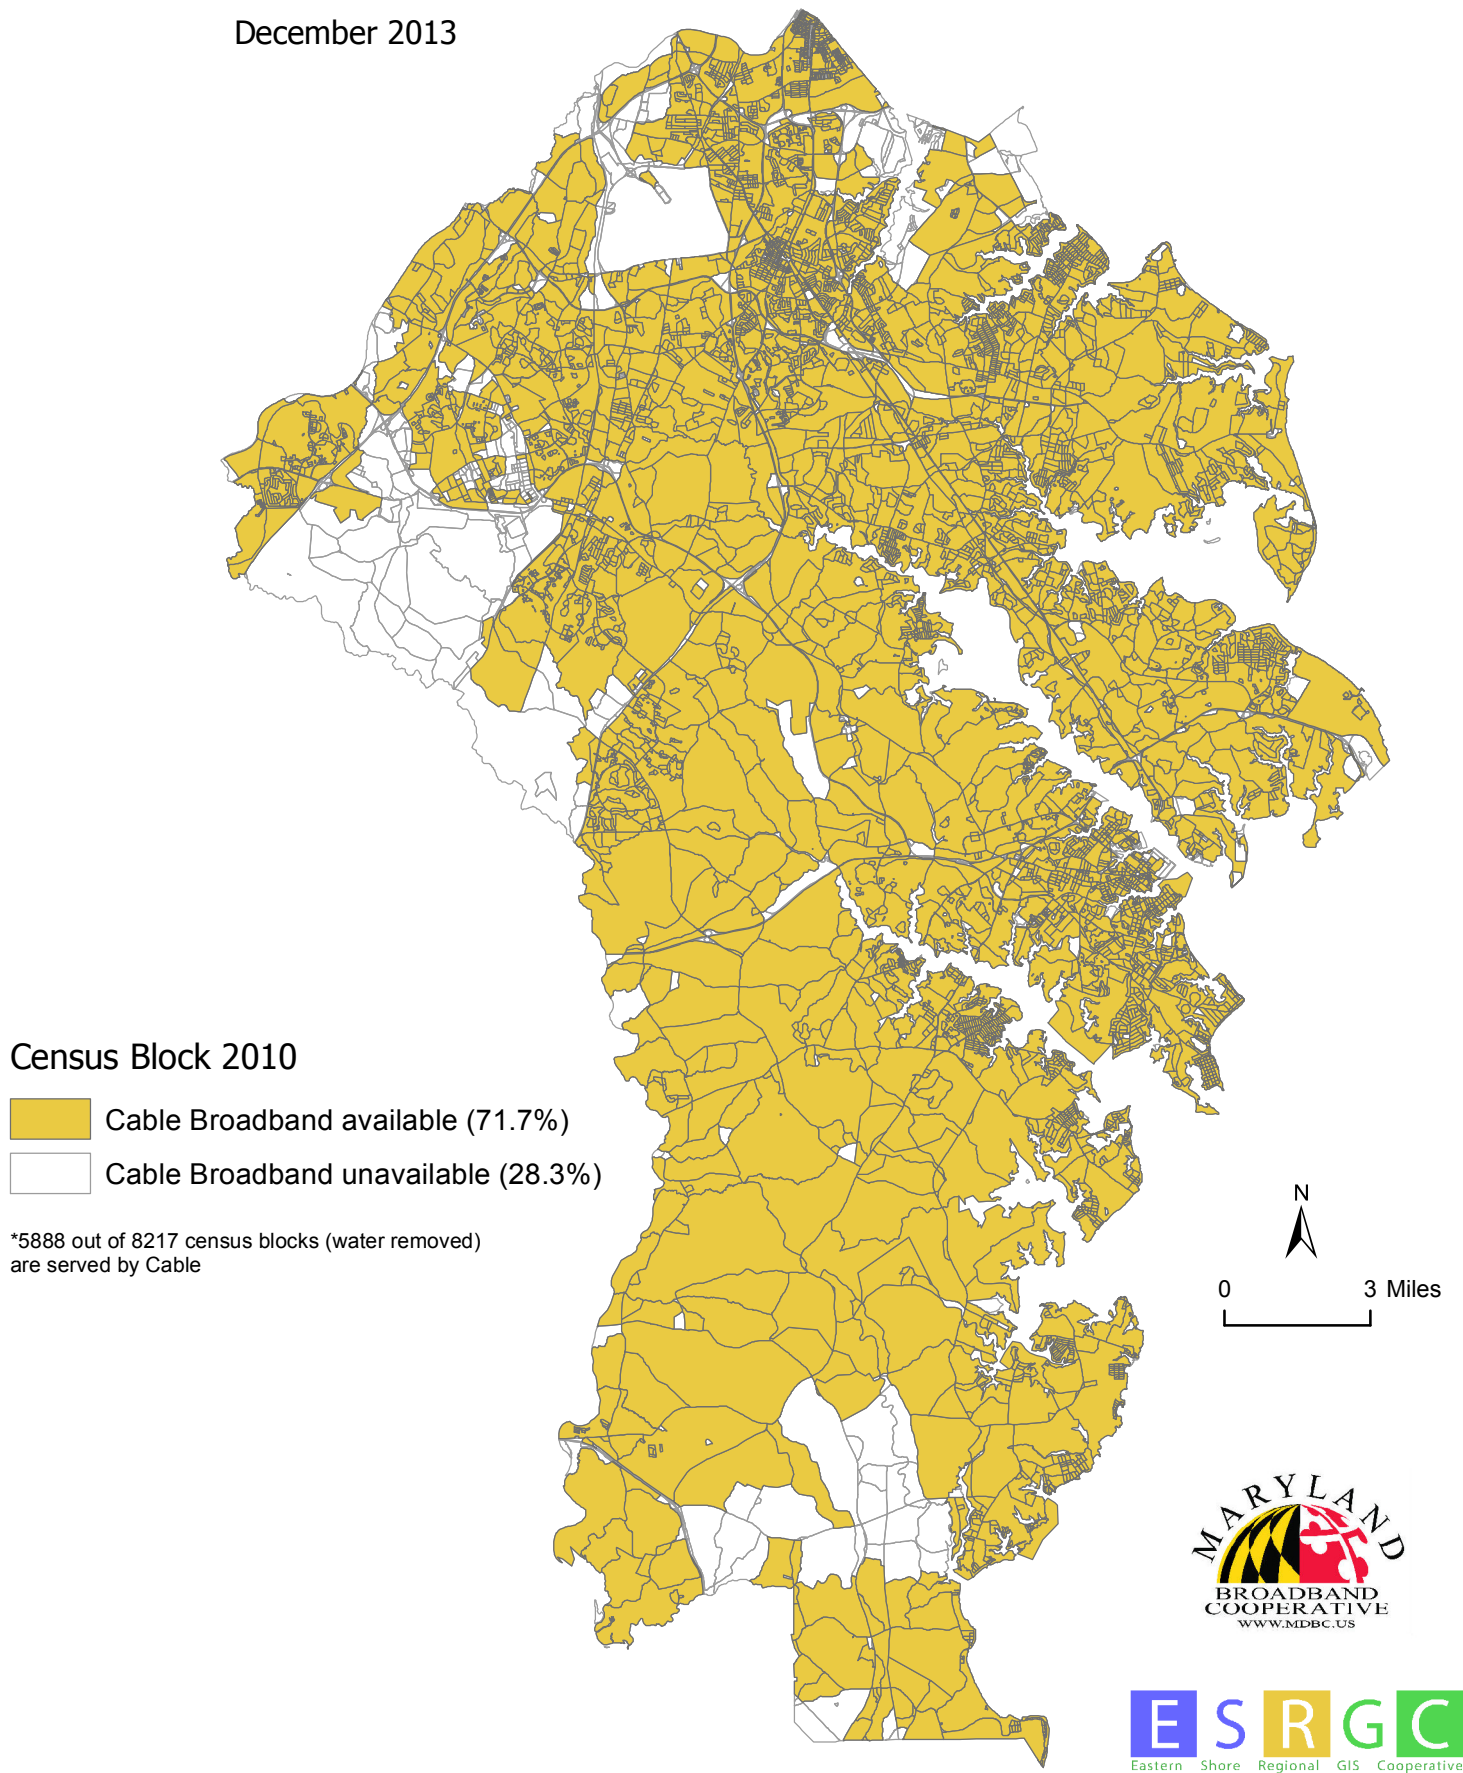 December 2013
Census Block 2010
Cable Broadband available (71.7%)
Cable Broadband unavailable (28.3%)
*5888 out of 8217 census blocks (water removed)
are served by Cable
N
0 3 Miles
MARYLAND
BROADBAND
COOPERATIVE
WWW.MDBC.US
E S R G C
Eastern Shore Regional GIS Cooperative